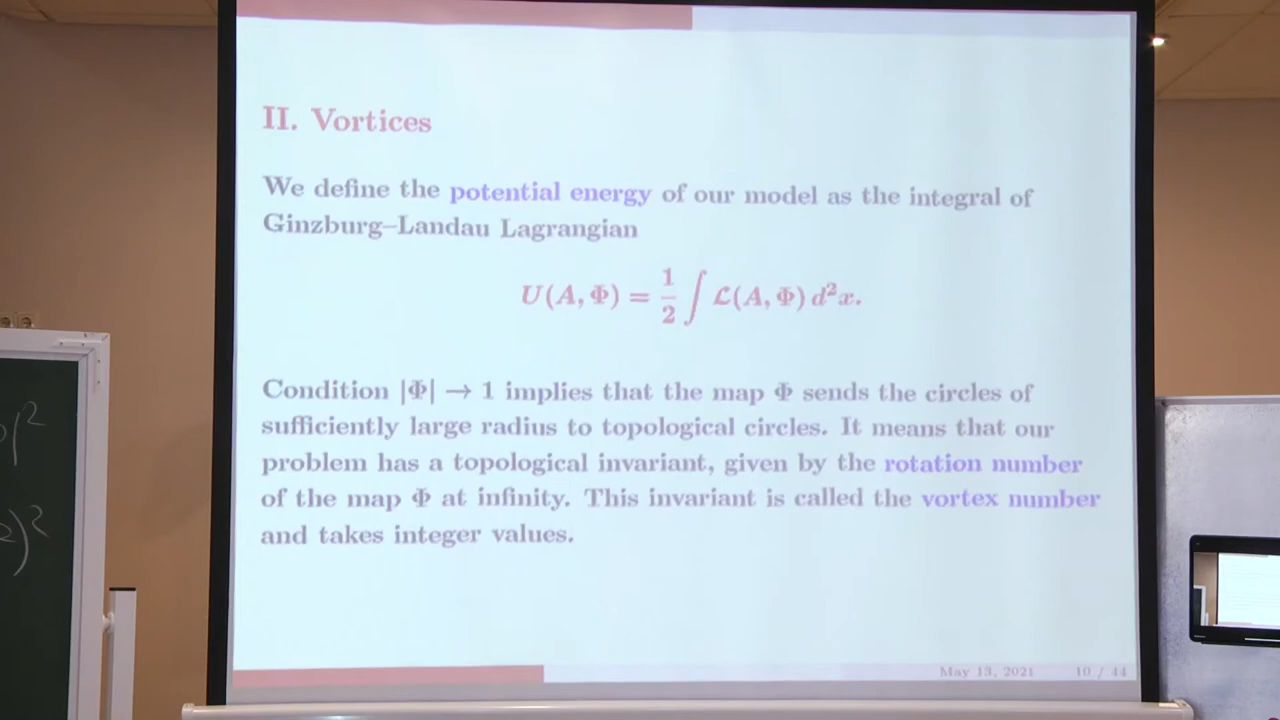 II. Vortices
We define the potential energy of our model as the integral of
Ginzburg–Landau Lagrangian
U(A, Φ) = 1/2 ∫ ℒ(A, Φ) d²x.
Condition |Φ| → 1 implies that the map Φ sends the circles of
sufficiently large radius to topological circles. It means that our
problem has a topological invariant, given by the rotation number
of the map Φ at infinity. This invariant is called the vortex number
and takes integer values.
May 13, 2021 10 / 44